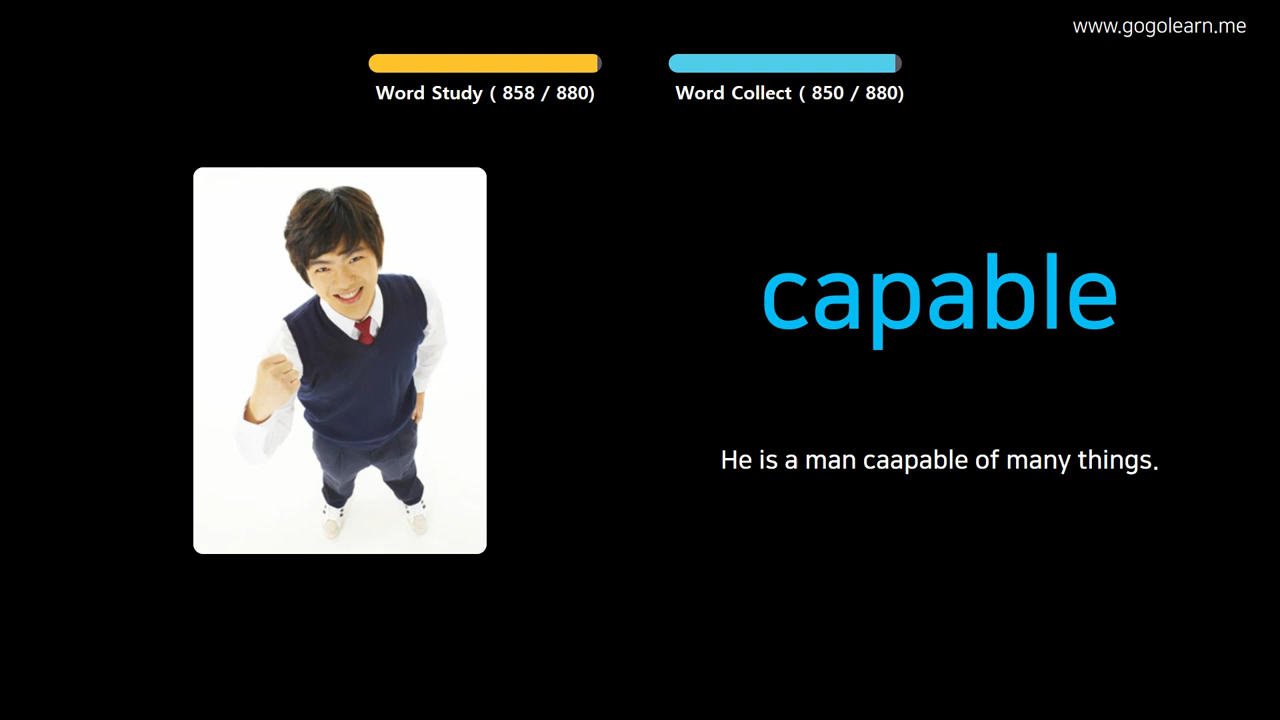 www.gogolearn.me
Word Study ( 858 / 880)
Word Collect ( 850 / 880)
capable
He is a man caapable of many things.